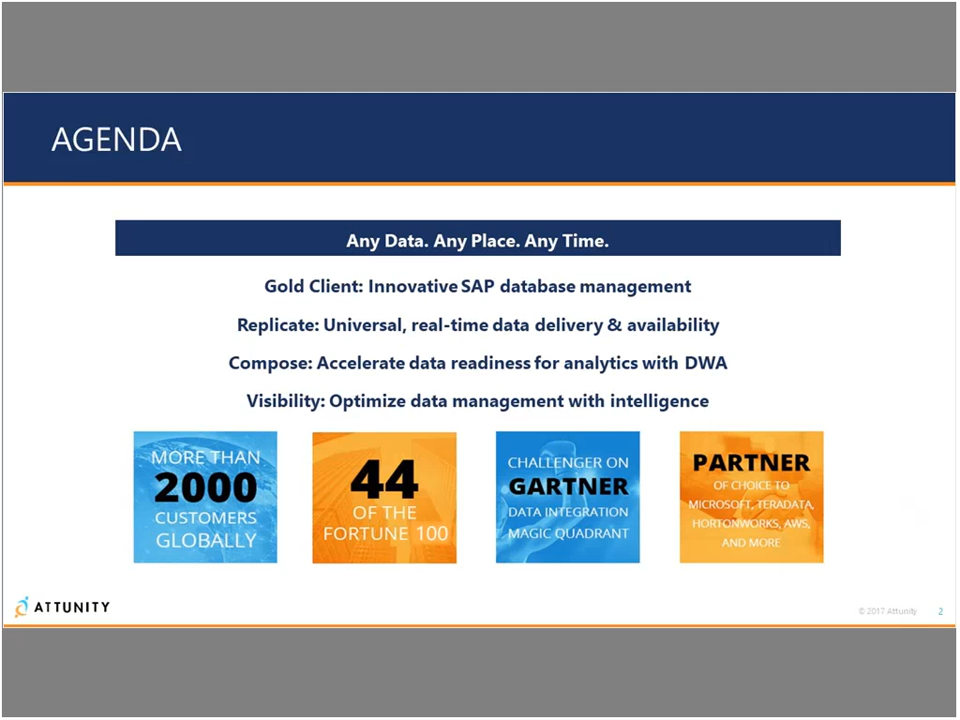 AGENDA
Any Data. Any Place. Any Time.
Gold Client: Innovative SAP database management
Replicate: Universal, real-time data delivery & availability
Compose: Accelerate data readiness for analytics with DWA
Visibility: Optimize data management with intelligence
MORE THAN
2000
CUSTOMERS
GLOBALLY
44
OF THE
FORTUNE 100
CHALLENGER ON
GARTNER
DATA INTEGRATION
MAGIC QUADRANT
PARTNER
OF CHOICE TO
MICROSOFT, TERADATA,
HORTONWORKS, AWS,
AND MORE
ATTUNITY
© 2017 Attunity
2